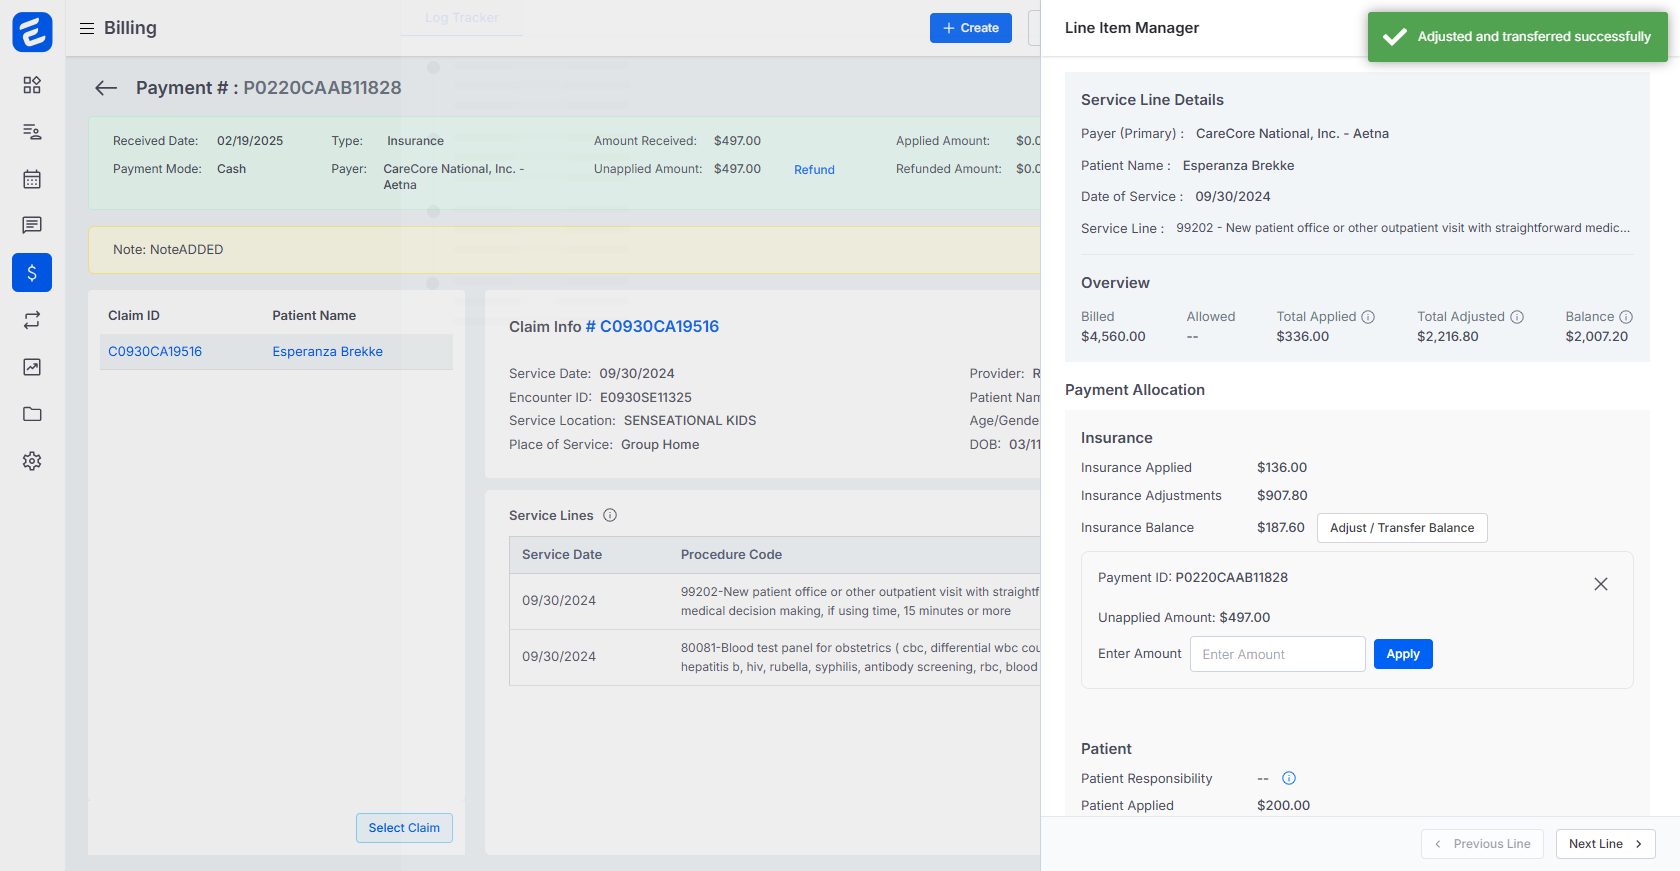 Billing
Log Tracker
Create
Line Item Manager
Adjusted and transferred successfully
Payment # : P0220CAAB11828
Received Date: 02/19/2025 Type: Insurance Amount Received: $497.00 Applied Amount: $0.0
Payment Mode: Cash Payer: CareCore National, Inc. - Aetna Unapplied Amount: $497.00 Refund Refunded Amount: $0.0
Note: NoteADDED
Claim ID Patient Name
C0930CA19516 Esperanza Brekke
Select Claim
Claim Info # C0930CA19516
Service Date: 09/30/2024 Provider: R
Encounter ID: E0930SE11325 Patient Nam
Service Location: SENSEATIONAL KIDS Age/Gende
Place of Service: Group Home DOB: 03/11
Service Lines
Service Date Procedure Code
09/30/2024 99202-New patient office or other outpatient visit with straightf
medical decision making, if using time, 15 minutes or more
09/30/2024 80081-Blood test panel for obstetrics ( cbc, differential wbc cou
hepatitis b, hiv, rubella, syphilis, antibody screening, rbc, blood
Service Line Details
Payer (Primary) : CareCore National, Inc. - Aetna
Patient Name : Esperanza Brekke
Date of Service : 09/30/2024
Service Line : 99202 - New patient office or other outpatient visit with straightforward medic...
Overview
Billed Allowed Total Applied Total Adjusted Balance
$4,560.00 -- $336.00 $2,216.80 $2,007.20
Payment Allocation
Insurance
Insurance Applied $136.00
Insurance Adjustments $907.80
Insurance Balance $187.60 Adjust / Transfer Balance
Payment ID: P0220CAAB11828
Unapplied Amount: $497.00
Enter Amount Enter Amount Apply
Patient
Patient Responsibility --
Patient Applied $200.00
Previous Line Next Line